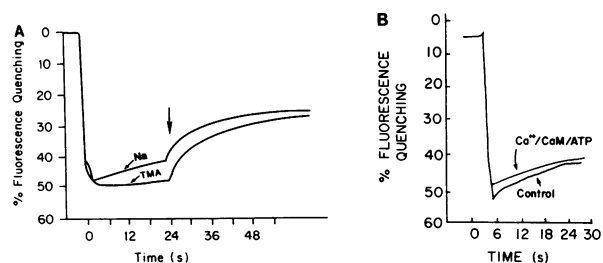 A
% Fluorescence Quenching
0
10
20
30
40
50
60
Na
TMA
0 12 24 36 48
Time (s)
B
% FLUORESCENCE
QUENCHING
0
10
20
30
40
50
60
Ca++/CaM/ATP
Control
0 6 12 18 24 30
TIME (s)